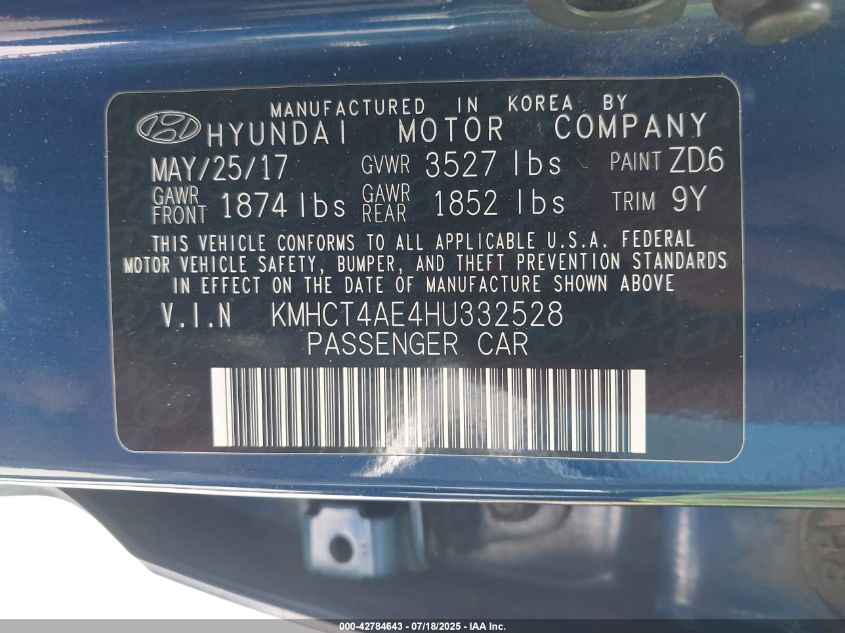 MANUFACTURED IN KOREA BY
HYUNDAI MOTOR COMPANY
MAY/25/17 GVWR 3527 lbs PAINT ZD6
GAWR FRONT 1874 lbs GAWR REAR 1852 lbs TRIM 9Y
THIS VEHICLE CONFORMS TO ALL APPLICABLE U.S.A. FEDERAL
MOTOR VEHICLE SAFETY, BUMPER, AND THEFT PREVENTION STANDARDS
IN EFFECT ON THE DATE OF MANUFACTURE SHOWN ABOVE
V.I.N KMHCT4AE4HU332528
PASSENGER CAR
000-42784643 - 07/18/2025 - IAA Inc.